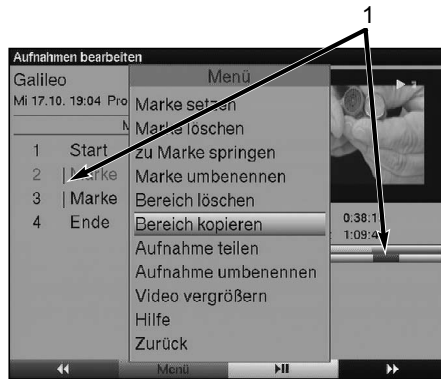 1
Aufnahmen bearbeiten
Galileo
Mi 17.10. 19:04 Pro
M
1 Start
2 Marke
3 Marke
4 Ende
Menü
Marke setzen
Marke löschen
zu Marke springen
Marke umbenennen
Bereich löschen
Bereich kopieren
Aufnahme teilen
Aufnahme umbenennen
Video vergrößern
Hilfe
Zurück
0:38:1
1:09:4
Menü